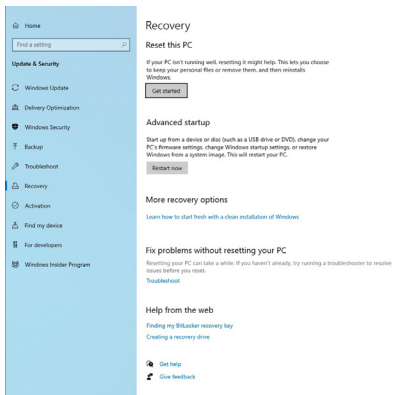 Home
Find a setting
Update & Security
Windows Update
Delivery Optimization
Windows Security
Backup
Troubleshoot
Recovery
Activation
Find my device
For developers
Windows Insider Program
Recovery
Reset this PC
If your PC isn't running well, resetting it might help. This lets you choose
to keep your personal files or remove them, and then reinstalls
Windows.
Get started
Advanced startup
Start up from a device or disc (such as a USB drive or DVD), change your
PC's firmware settings, change Windows startup settings, or restore
Windows from a system image. This will restart your PC.
Restart now
More recovery options
Learn how to start fresh with a clean installation of Windows
Fix problems without resetting your PC
Resetting your PC can take a while. If you haven't already, try running a troubleshooter to resolve
issues before you reset.
Troubleshoot
Help from the web
Finding my BitLocker recovery key
Creating a recovery drive
Get help
Give feedback